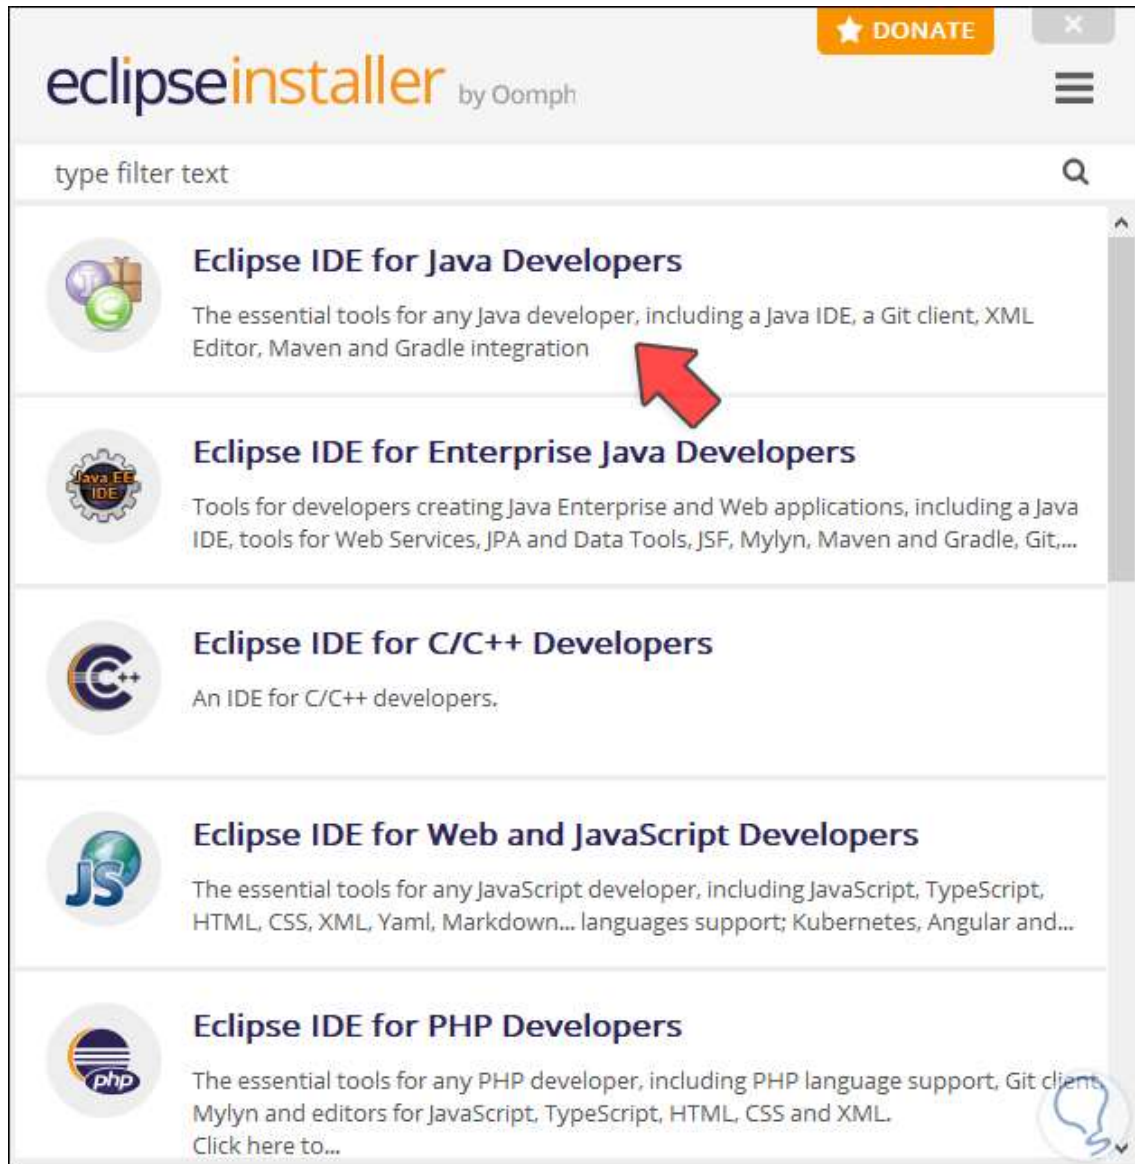 DONATE
eclipseinstaller by Oomph
type filter text
Eclipse IDE for Java Developers
The essential tools for any Java developer, including a Java IDE, a Git client, XML
Editor, Maven and Gradle integration
Java EE
IDE
Eclipse IDE for Enterprise Java Developers
Tools for developers creating Java Enterprise and Web applications, including a Java
IDE, tools for Web Services, JPA and Data Tools, JSF, Mylyn, Maven and Gradle, Git,...
C++
Eclipse IDE for C/C++ Developers
An IDE for C/C++ developers.
JS
Eclipse IDE for Web and JavaScript Developers
The essential tools for any JavaScript developer, including JavaScript, TypeScript,
HTML, CSS, XML, Yaml, Markdown... languages support; Kubernetes, Angular and...
php
Eclipse IDE for PHP Developers
The essential tools for any PHP developer, including PHP language support, Git client,
Mylyn and editors for JavaScript, TypeScript, HTML, CSS and XML.
Click here to...